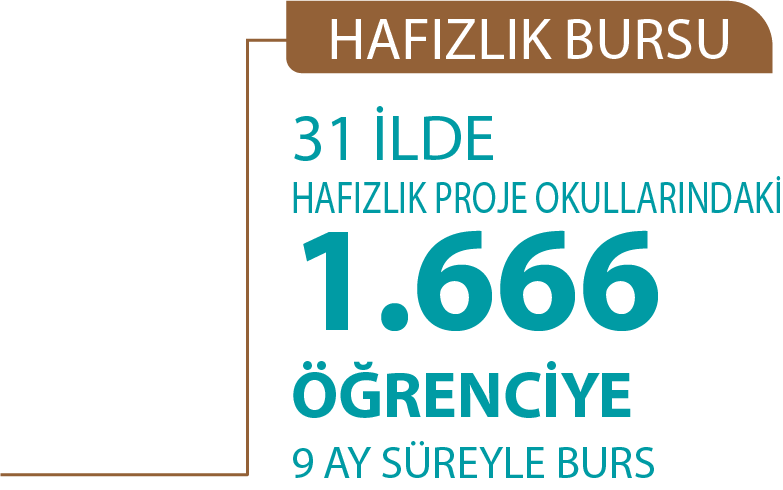 HAFIZLIK BURSU
31 İLDE
HAFIZLIK PROJE OKULLARINDAKİ
1.666
ÖĞRENCİYE
9 AY SÜREYLE BURS